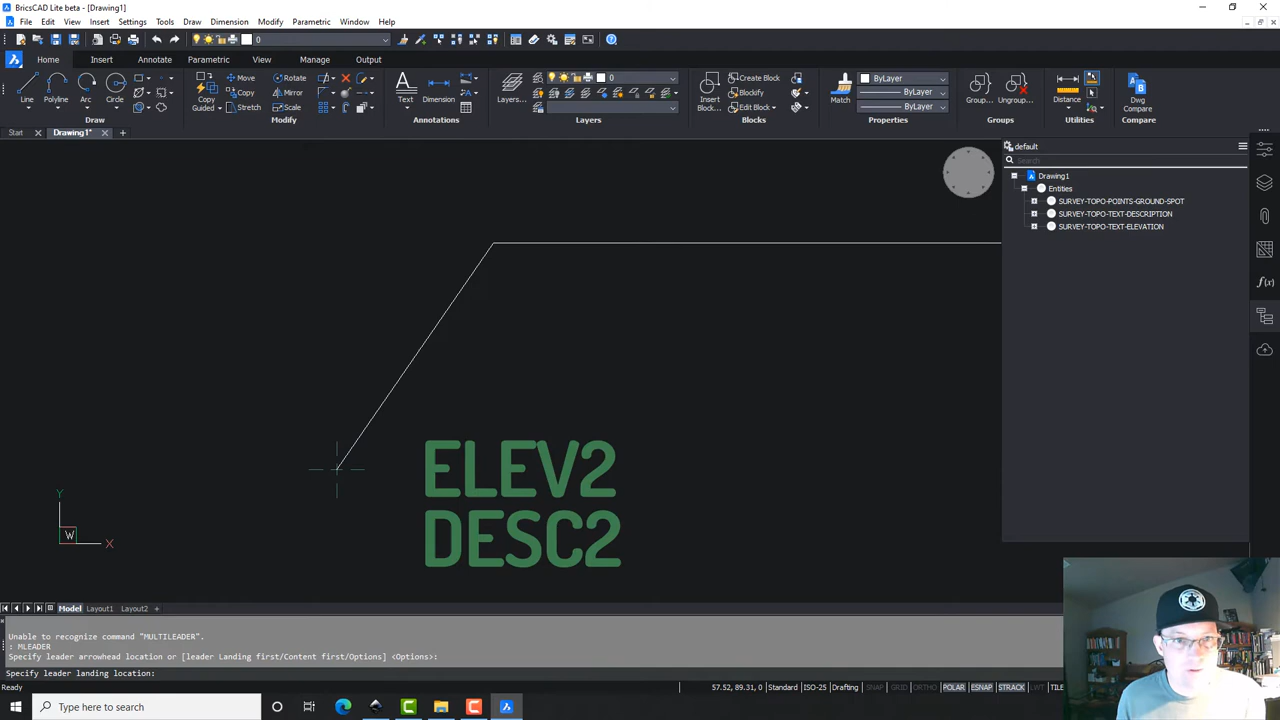 BricsCAD Lite beta - [Drawing1]
File Edit View Insert Settings Tools Draw Dimension Modify Parametric Window Help
0
Home Insert Annotate Parametric View Manage Output
Line Polyline Arc Circle
Draw
Copy Guided... Move Copy Stretch Rotate Mirror Scale
Modify
Text Dimension
Annotations
Layers... 0
Layers
Insert Block... Create Block Blockify Edit Block
Blocks
Match ByLayer ByLayer ByLayer
Properties
Group... Ungroup...
Groups
Distance
Utilities
Dwg Compare
Compare
Start Drawing1*
default
Search
Drawing1
Entities
SURVEY-TOPO-POINTS-GROUND-SPOT
SURVEY-TOPO-TEXT-DESCRIPTION
SURVEY-TOPO-TEXT-ELEVATION
f(x)
ELEV2
DESC2
Y
W
X
Model Layout1 Layout2
Unable to recognize command "MULTILEADER".
: MLEADER
Specify leader arrowhead location or [leader Landing first/Content first/Options] <Options>:
Specify leader landing location:
Ready 57.52, 89.31, 0 Standard ISO-25 Drafting SNAP GRID ORTHO POLAR ESNAP STRACK LWT TILE
Type here to search